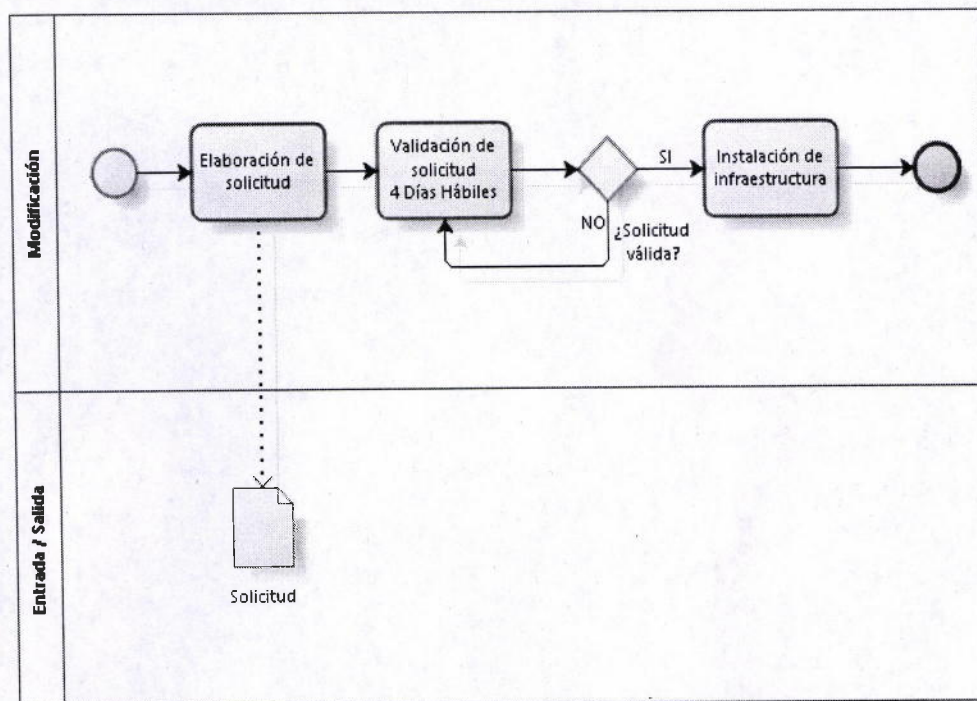 Modificación
Elaboración de
solicitud
Validación de
solicitud
4 Días Hábiles
SI
NO
¿Solicitud
válida?
Instalación de
infraestructura
Entrada / Salida
Solicitud